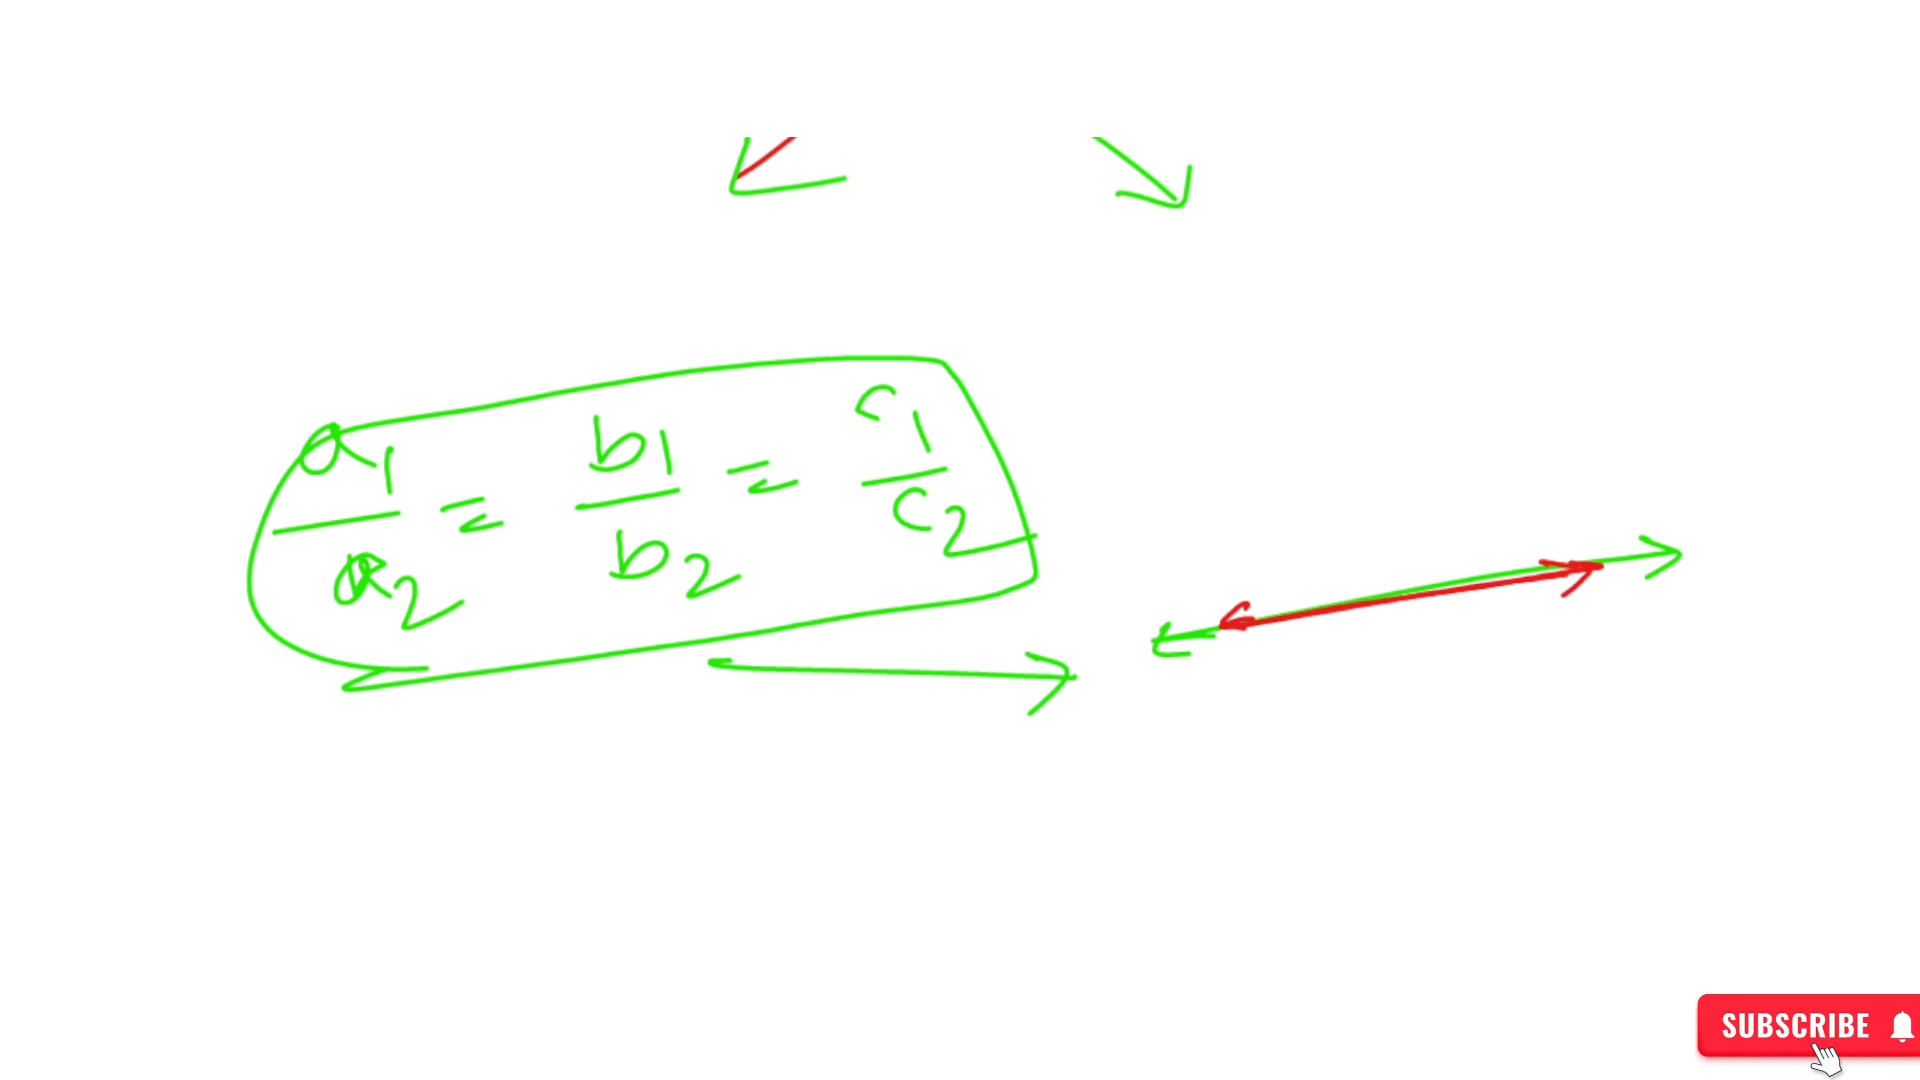 a1/a2 = b1/b2 = c1/c2
SUBSCRIBE